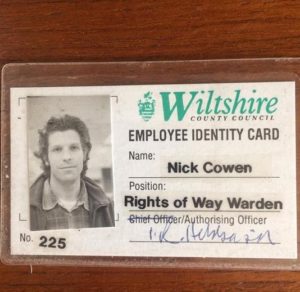 Wiltshire
COUNTY COUNCIL
EMPLOYEE IDENTITY CARD
Name:
Nick Cowen
Position:
Rights of Way Warden
Chief Officer/Authorising Officer
No. 225